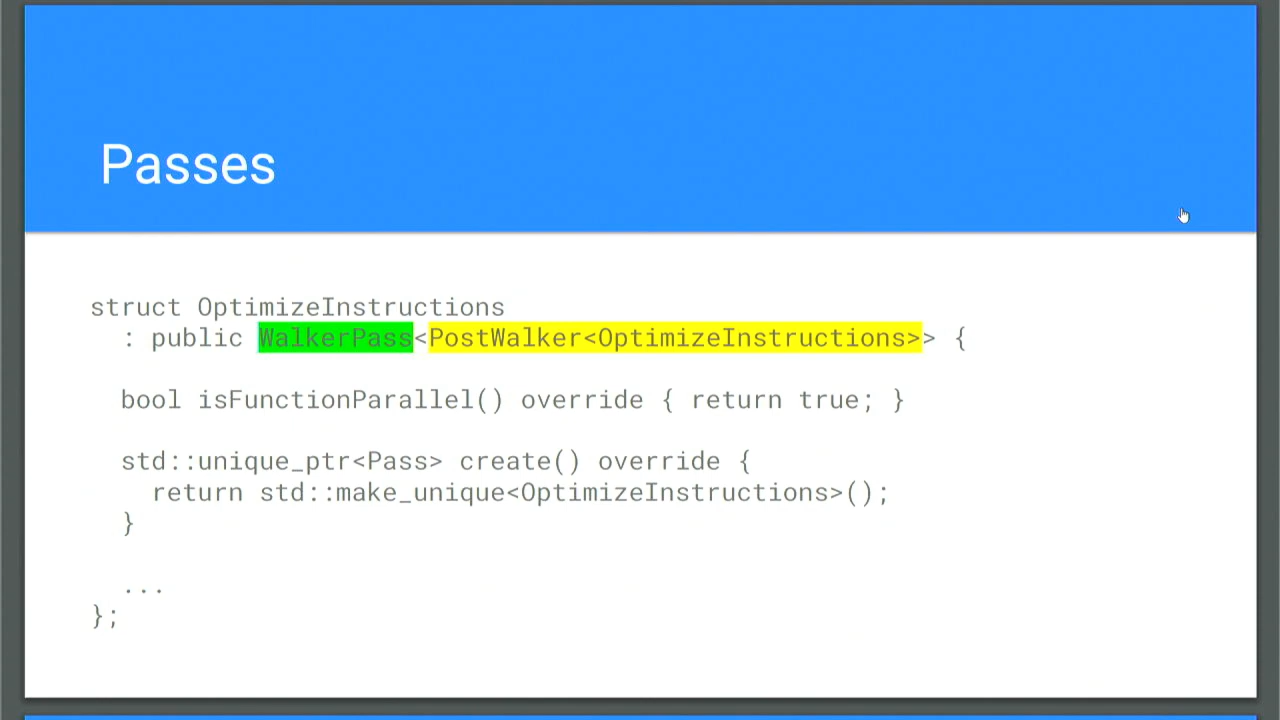 Passes
struct OptimizeInstructions
: public WalkerPass<PostWalker<OptimizeInstructions>> {
bool isFunctionParallel() override { return true; }
std::unique_ptr<Pass> create() override {
return std::make_unique<OptimizeInstructions>();
}
...
};